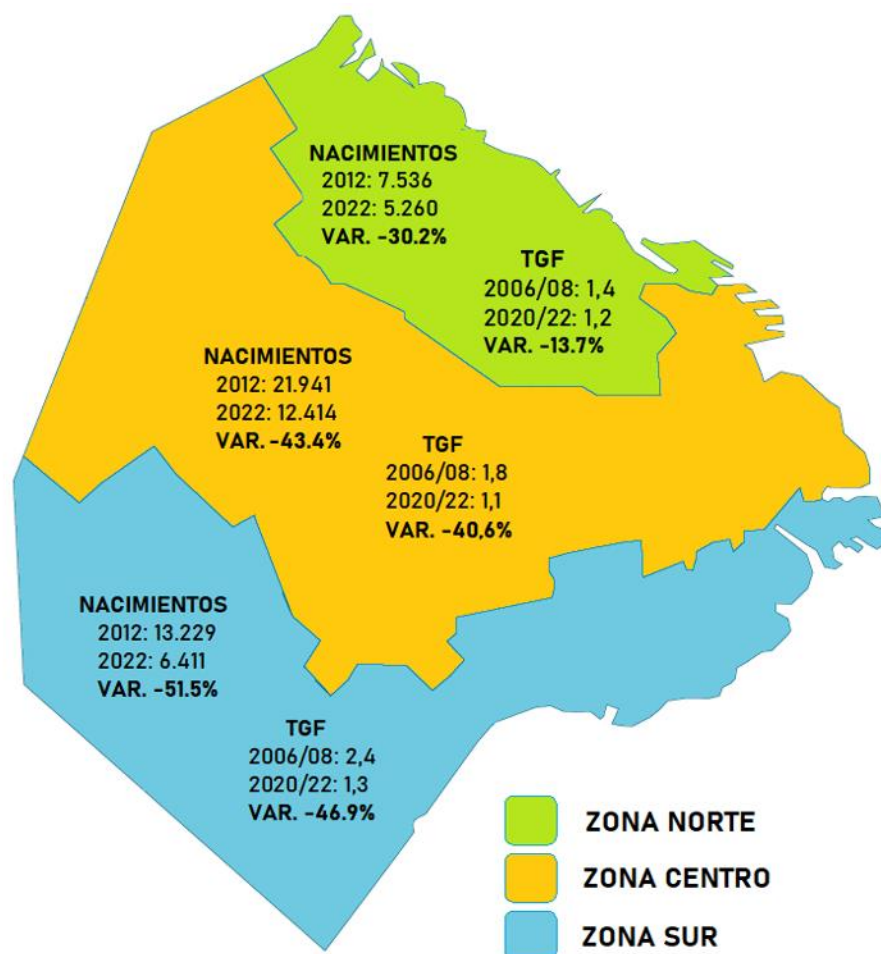 NACIMIENTOS
2012: 7.536
2022: 5.260
VAR. -30.2%
TGF
2006/08: 1,4
2020/22: 1,2
VAR. -13.7%
NACIMIENTOS
2012: 21.941
2022: 12.414
VAR. -43.4%
TGF
2006/08: 1,8
2020/22: 1,1
VAR. -40,6%
NACIMIENTOS
2012: 13.229
2022: 6.411
VAR. -51.5%
TGF
2006/08: 2,4
2020/22: 1,3
VAR. -46.9%
ZONA NORTE
ZONA CENTRO
ZONA SUR